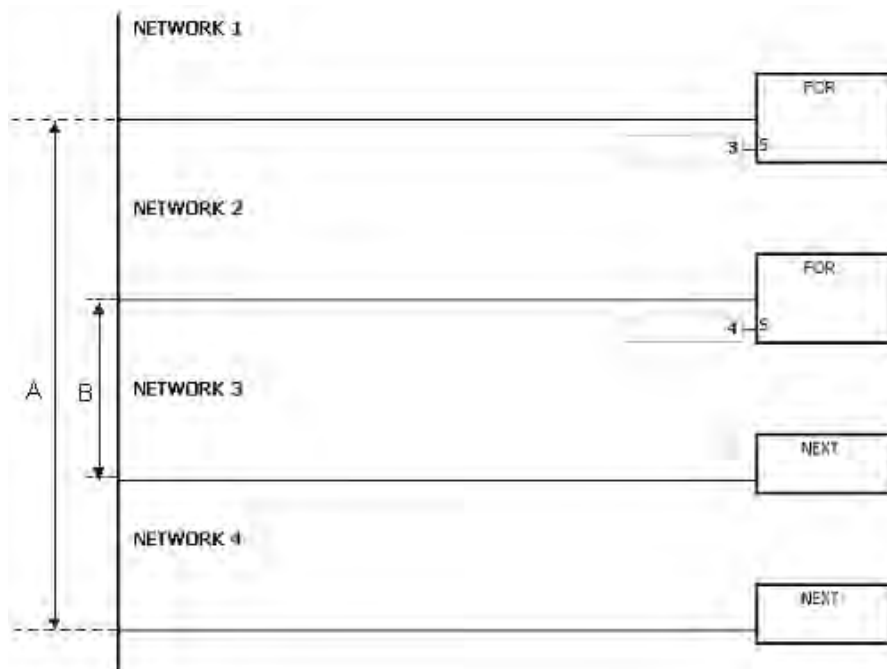 NETWORK 1
FOR
3 S
NETWORK 2
FOR
4 S
A B
NETWORK 3
NEXT
NETWORK 4
NEXT